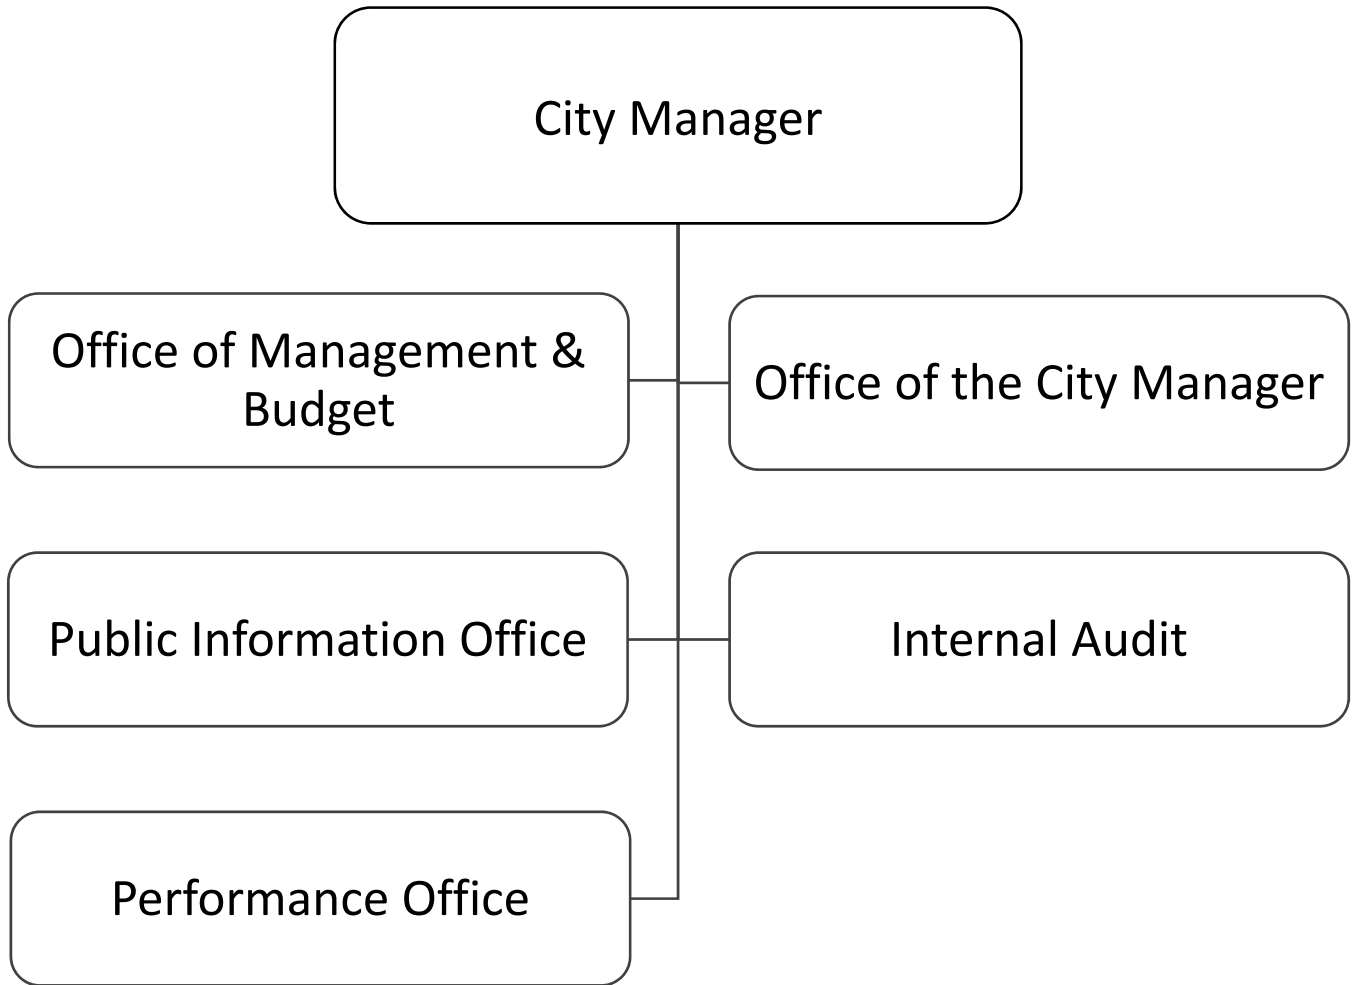 City Manager
Office of Management &
Budget
Office of the City Manager
Public Information Office
Internal Audit
Performance Office